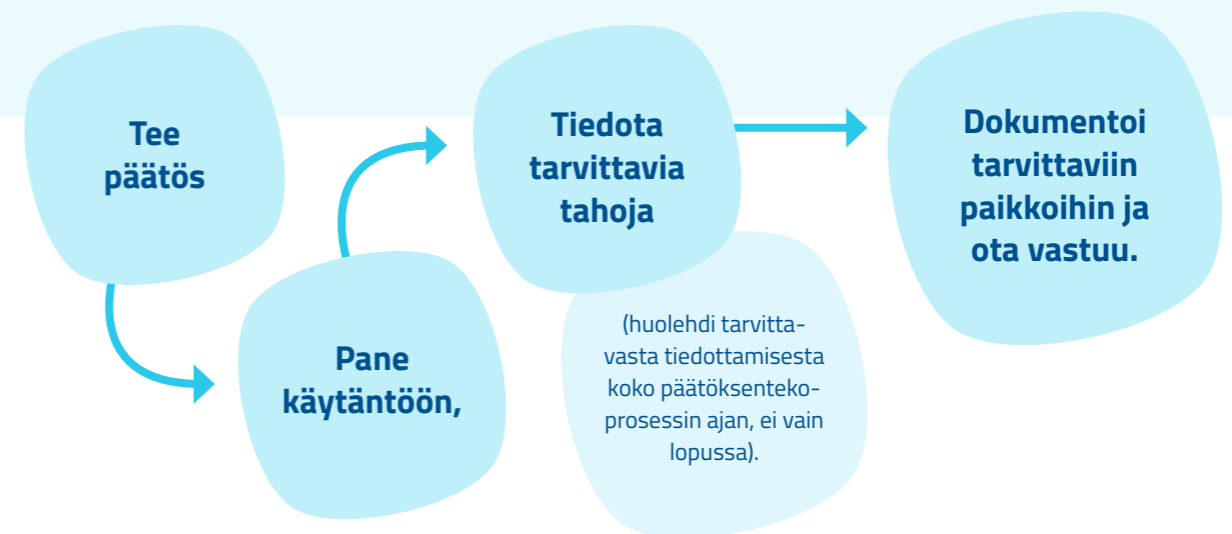 Tee
päätös
Pane
käytäntöön,
Tiedota
tarvittavia
tahoja
(huolehdi tarvitta-
vasta tiedottamisesta
koko päätöksenteko-
prosessin ajan, ei vain
lopussa).
Dokumentoi
tarvittaviin
paikkoihin ja
ota vastuu.